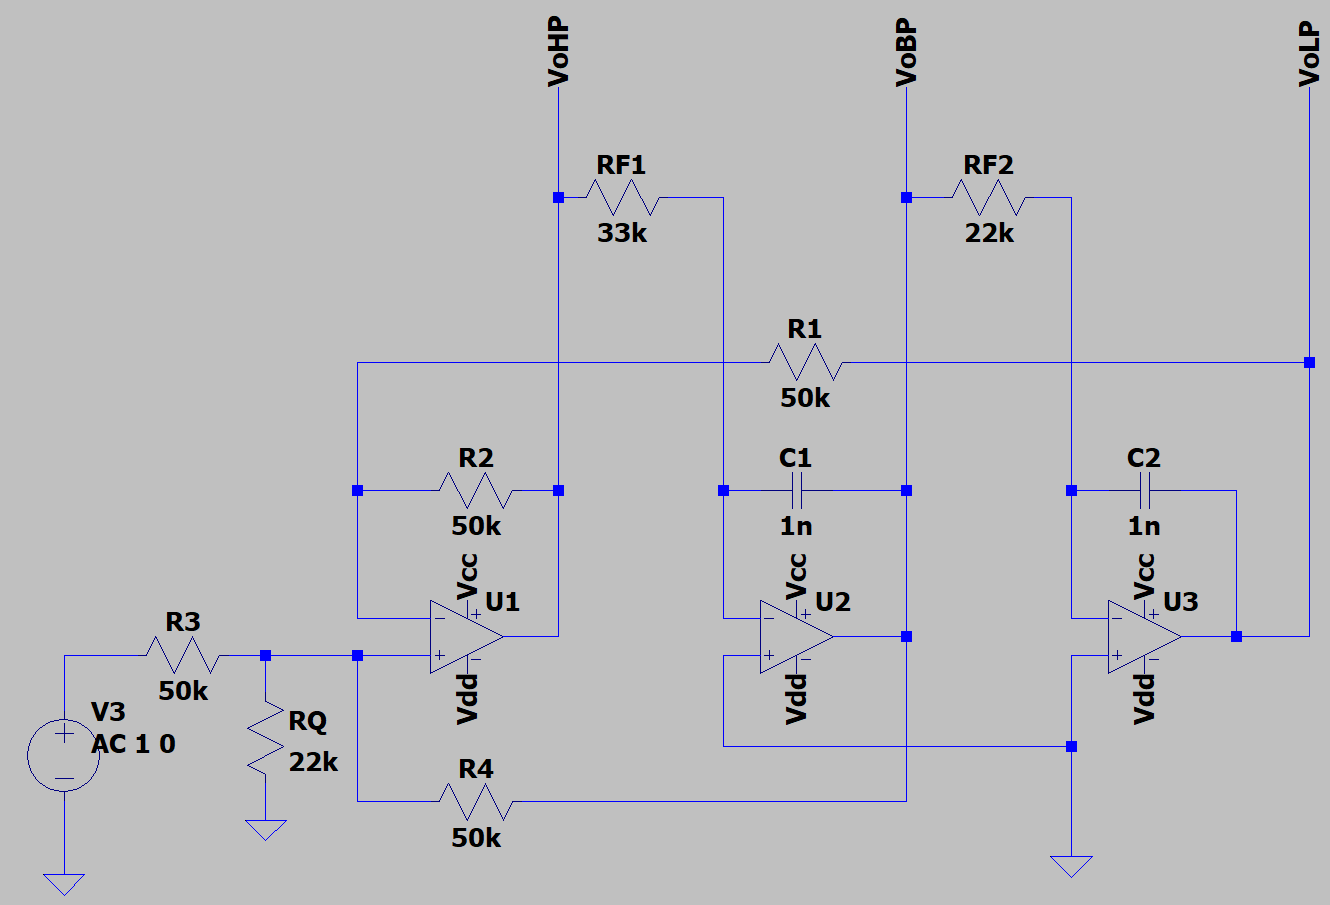 VoHP
VoBP
VoLP
RF1
33k
RF2
22k
R1
50k
R2
50k
C1
1n
C2
1n
Vcc
U1
Vdd
Vcc
U2
Vdd
Vcc
U3
Vdd
R3
50k
V3
AC 1 0
RQ
22k
R4
50k